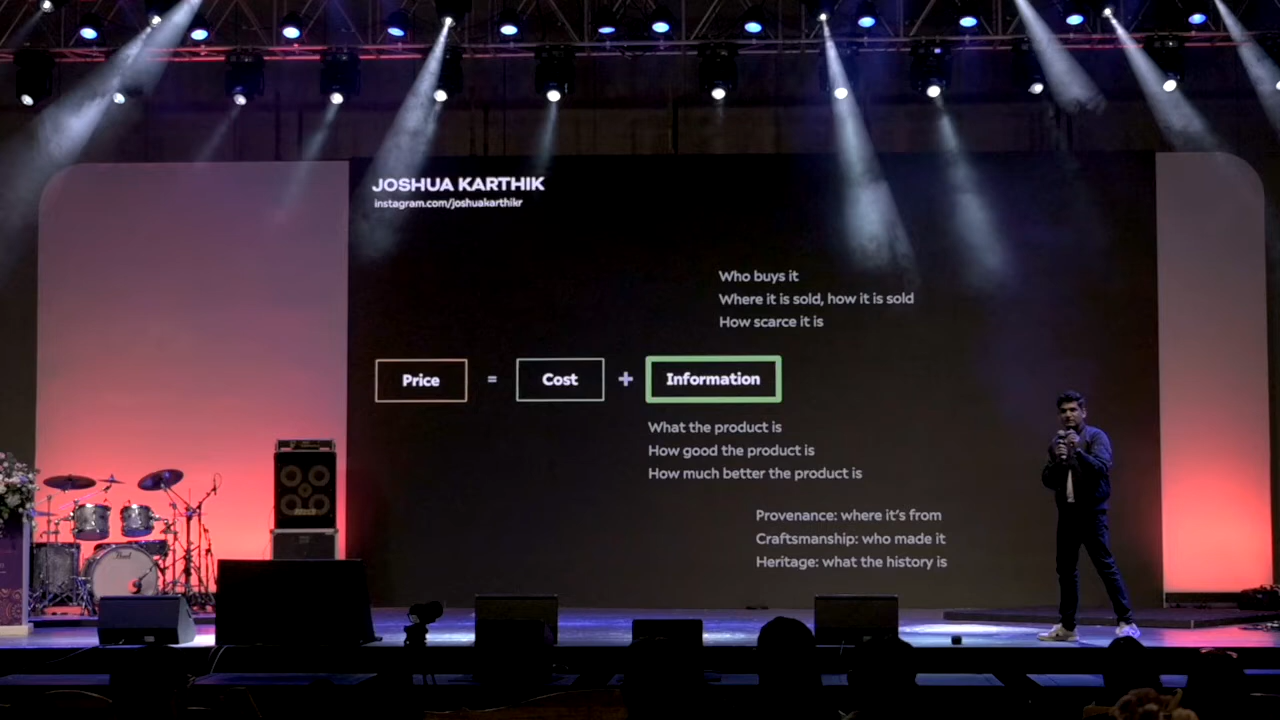 JOSHUA KARTHIK
instagram.com/joshuakarthikr
Who buys it
Where it is sold, how it is sold
How scarce it is
Price = Cost + Information
What the product is
How good the product is
How much better the product is
Provenance: where it's from
Craftsmanship: who made it
Heritage: what the history is
Pearl